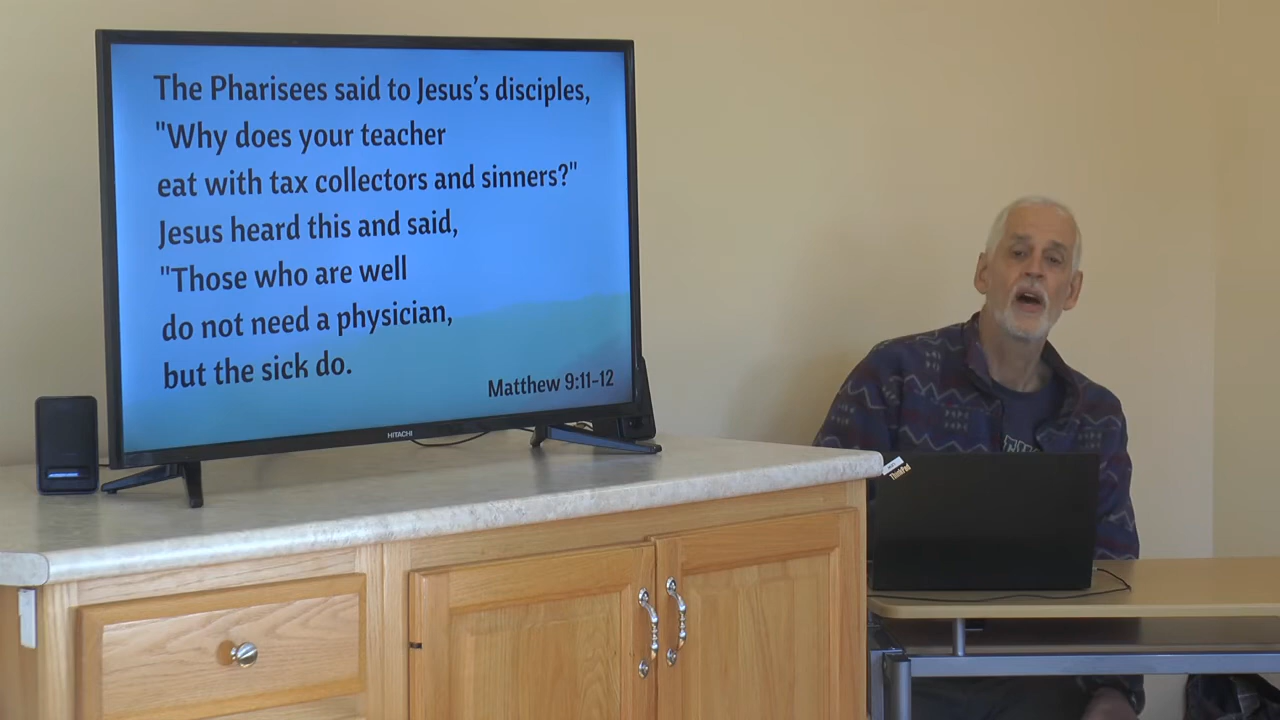 The Pharisees said to Jesus's disciples,
"Why does your teacher
eat with tax collectors and sinners?"
Jesus heard this and said,
"Those who are well
do not need a physician,
but the sick do.
Matthew 9:11-12
HITACHI
ThinkPad